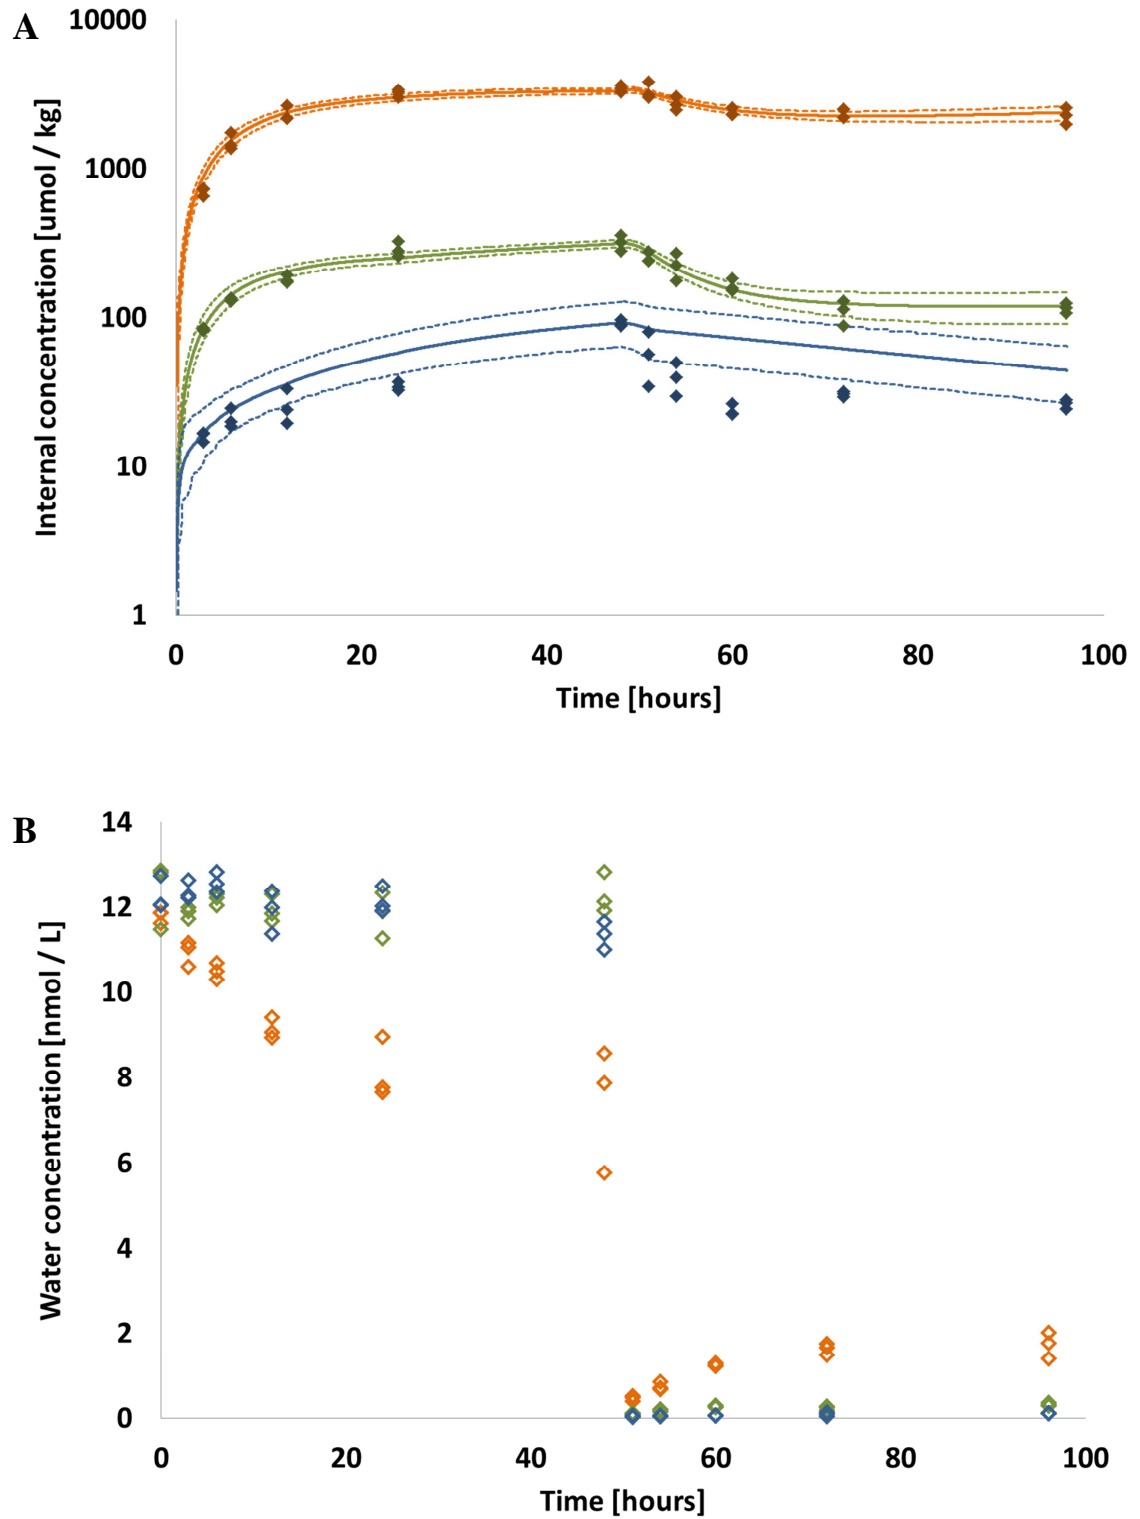 A
10000
1000
100
10
1
Internal concentration [umol / kg]
0 20 40 60 80 100
Time [hours]
B
14
12
10
8
6
4
2
0
Water concentration [nmol / L]
0 20 40 60 80 100
Time [hours]